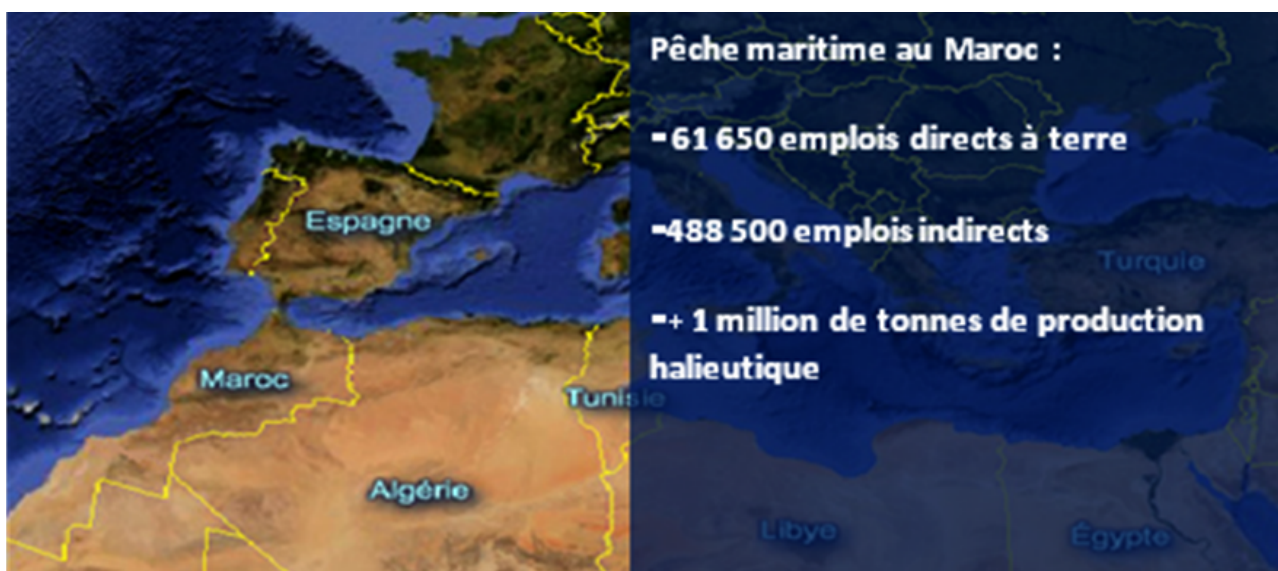 Pêche maritime au Maroc :
-61 650 emplois directs à terre
-488 500 emplois indirects
-+ 1 million de tonnes de production
halieutique
Espagne
Turquie
Maroc
Tunisie
Algérie
Libye
Égypte